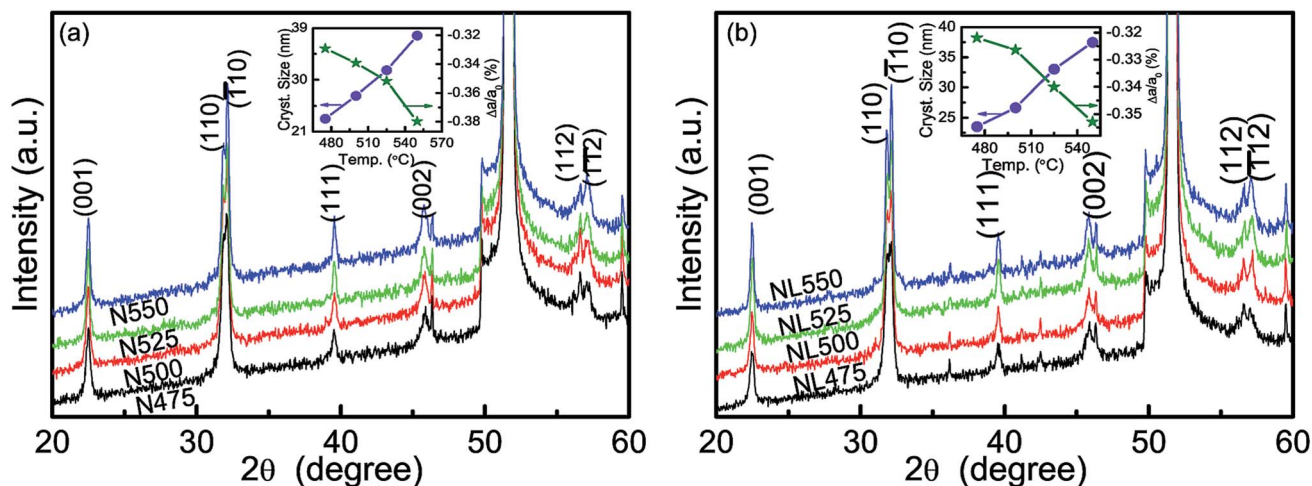 (a)
Intensity (a.u.)
(001)
(110)
(1̅10)
(111)
(002)
(112)
(1̅12)
N550
N525
N500
N475
20 30 40 50 60
2θ (degree)
Cryst. Size (nm)
39
30
21
-0.32
-0.34
-0.36
-0.38
Δa/a0 (%)
480 510 540 570
Temp. (°C)
(b)
Intensity (a.u.)
(001)
(110)
(1̅10)
(111)
(002)
(112)
(1̅12)
NL550
NL525
NL500
NL475
20 30 40 50 60
2θ (degree)
Cryst. Size (nm)
40
35
30
25
-0.32
-0.33
-0.34
-0.35
Δa/a0 (%)
480 510 540
Temp. (°C)